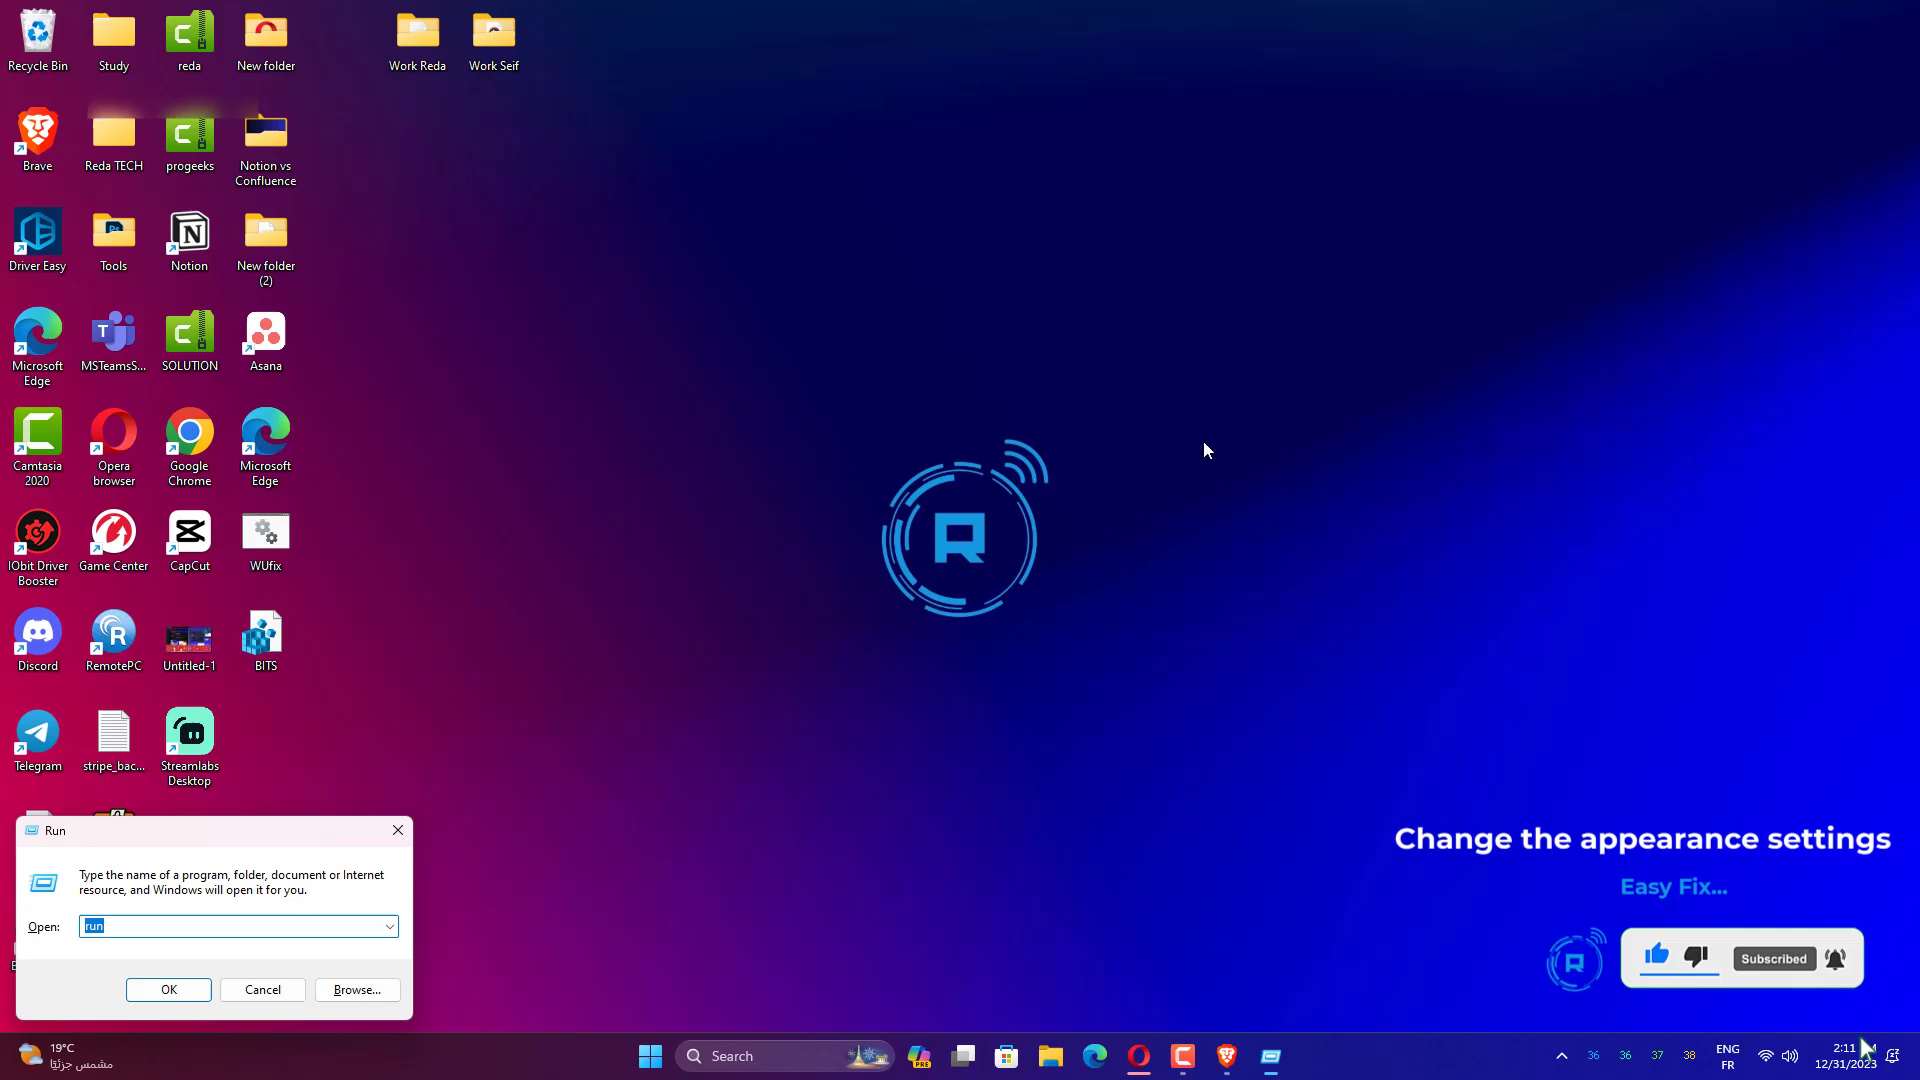 Recycle Bin
Study
reda
New folder
Work Reda
Work Seif
Brave
Reda TECH
progeeks
Notion vs
Confluence
Driver Easy
Tools
Notion
New folder
(2)
Microsoft
Edge
MSTeamsS...
SOLUTION
Asana
Camtasia
2020
Opera
browser
Google
Chrome
Microsoft
Edge
IObit Driver
Booster
Game Center
CapCut
WUfix
Discord
RemotePC
Untitled-1
BITS
Telegram
stripe_bac...
Streamlabs
Desktop
R
Run
Type the name of a program, folder, document or Internet
resource, and Windows will open it for you.
Open:
run
OK
Cancel
Browse...
Change the appearance settings
Easy Fix...
R
Subscribed
19°C
مشمس جزئيًا
Search
PRE
36
36
37
38
ENG
FR
2:11
12/31/2023